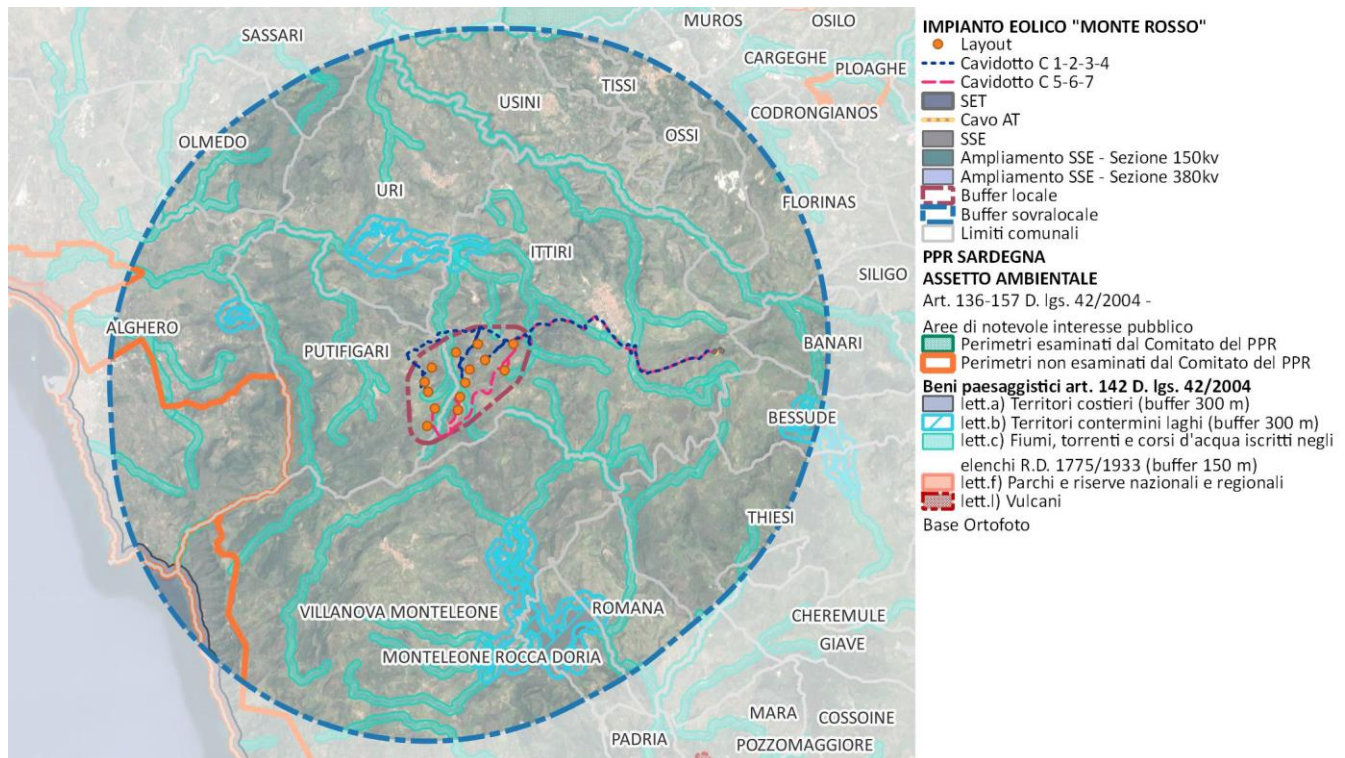 MUROS
OSILO
SASSARI
CARGEGHE
PLOAGHE
TISSI
USINI
CODRONGIANOS
OSSI
OLMEDO
URI
FLORINAS
ITTIRI
SILIGO
ALGHERO
PUTIFIGARI
BANARI
BESSUDE
THIESI
VILLANOVA MONTELEONE
ROMANA
CHEREMULE
GIAVE
MONTELEONE ROCCA DORIA
MARA
COSSOINE
PADRIA
POZZOMAGGIORE
IMPIANTO EOLICO "MONTE ROSSO"
Layout
Cavidotto C 1-2-3-4
Cavidotto C 5-6-7
SET
Cavo AT
SSE
Ampliamento SSE - Sezione 150kv
Ampliamento SSE - Sezione 380kv
Buffer locale
Buffer sovralocale
Limiti comunali
PPR SARDEGNA
ASSETTO AMBIENTALE
Art. 136-157 D. lgs. 42/2004 -
Aree di notevole interesse pubblico
Perimetri esaminati dal Comitato del PPR
Perimetri non esaminati dal Comitato del PPR
Beni paesaggistici art. 142 D. lgs. 42/2004
lett.a) Territori costieri (buffer 300 m)
lett.b) Territori contermini laghi (buffer 300 m)
lett.c) Fiumi, torrenti e corsi d'acqua iscritti negli
elenchi R.D. 1775/1933 (buffer 150 m)
lett.f) Parchi e riserve nazionali e regionali
lett.l) Vulcani
Base Ortofoto